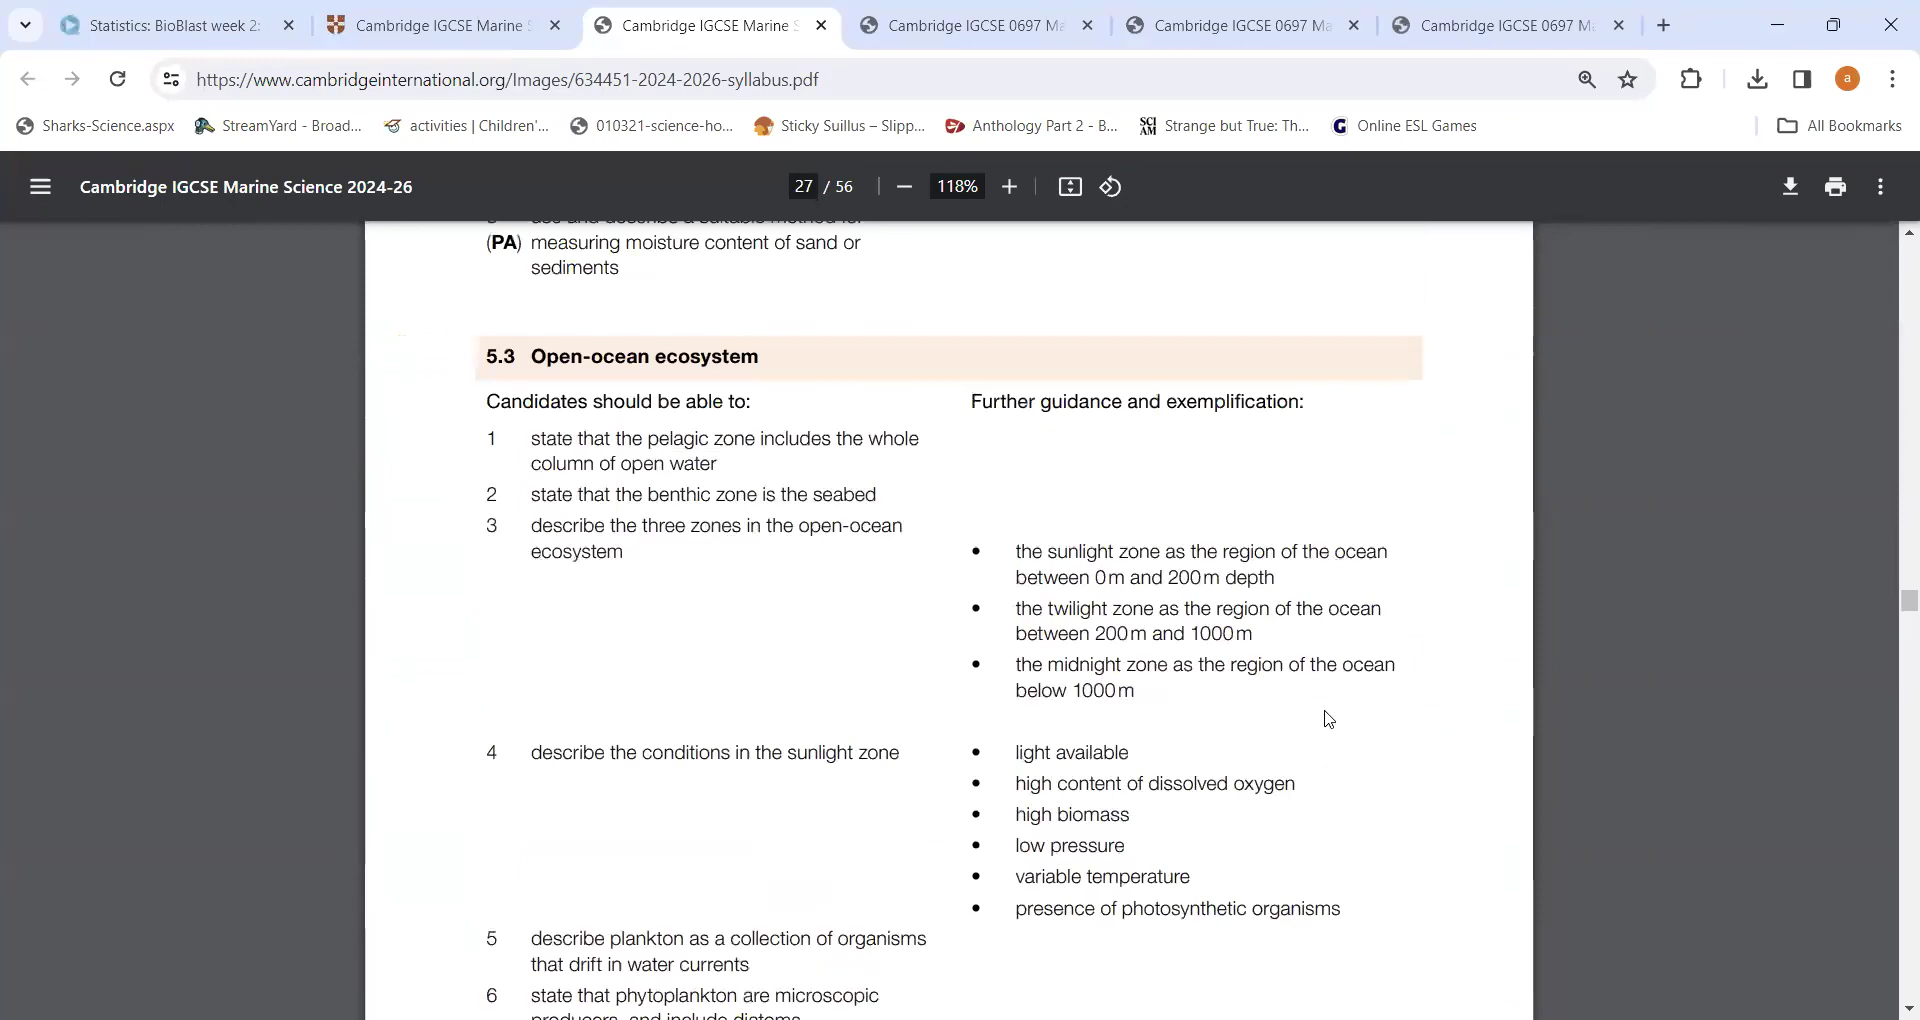 Statistics: BioBlast week 2:
Cambridge IGCSE Marine S
Cambridge IGCSE Marine S
Cambridge IGCSE 0697 Ma
Cambridge IGCSE 0697 Ma
Cambridge IGCSE 0697 Ma
https://www.cambridgeinternational.org/Images/634451-2024-2026-syllabus.pdf
a
Sharks-Science.aspx
StreamYard - Broad...
activities | Children'...
010321-science-ho...
Sticky Suillus – Slipp...
Anthology Part 2 - B...
SCI AM Strange but True: Th...
G Online ESL Games
All Bookmarks
Cambridge IGCSE Marine Science 2024-26
27 / 56
118%
(PA) measuring moisture content of sand or
sediments
5.3 Open-ocean ecosystem
Candidates should be able to:
Further guidance and exemplification:
1 state that the pelagic zone includes the whole
column of open water
2 state that the benthic zone is the seabed
3 describe the three zones in the open-ocean
ecosystem
• the sunlight zone as the region of the ocean
between 0m and 200m depth
• the twilight zone as the region of the ocean
between 200m and 1000m
• the midnight zone as the region of the ocean
below 1000m
4 describe the conditions in the sunlight zone
• light available
• high content of dissolved oxygen
• high biomass
• low pressure
• variable temperature
• presence of photosynthetic organisms
5 describe plankton as a collection of organisms
that drift in water currents
6 state that phytoplankton are microscopic